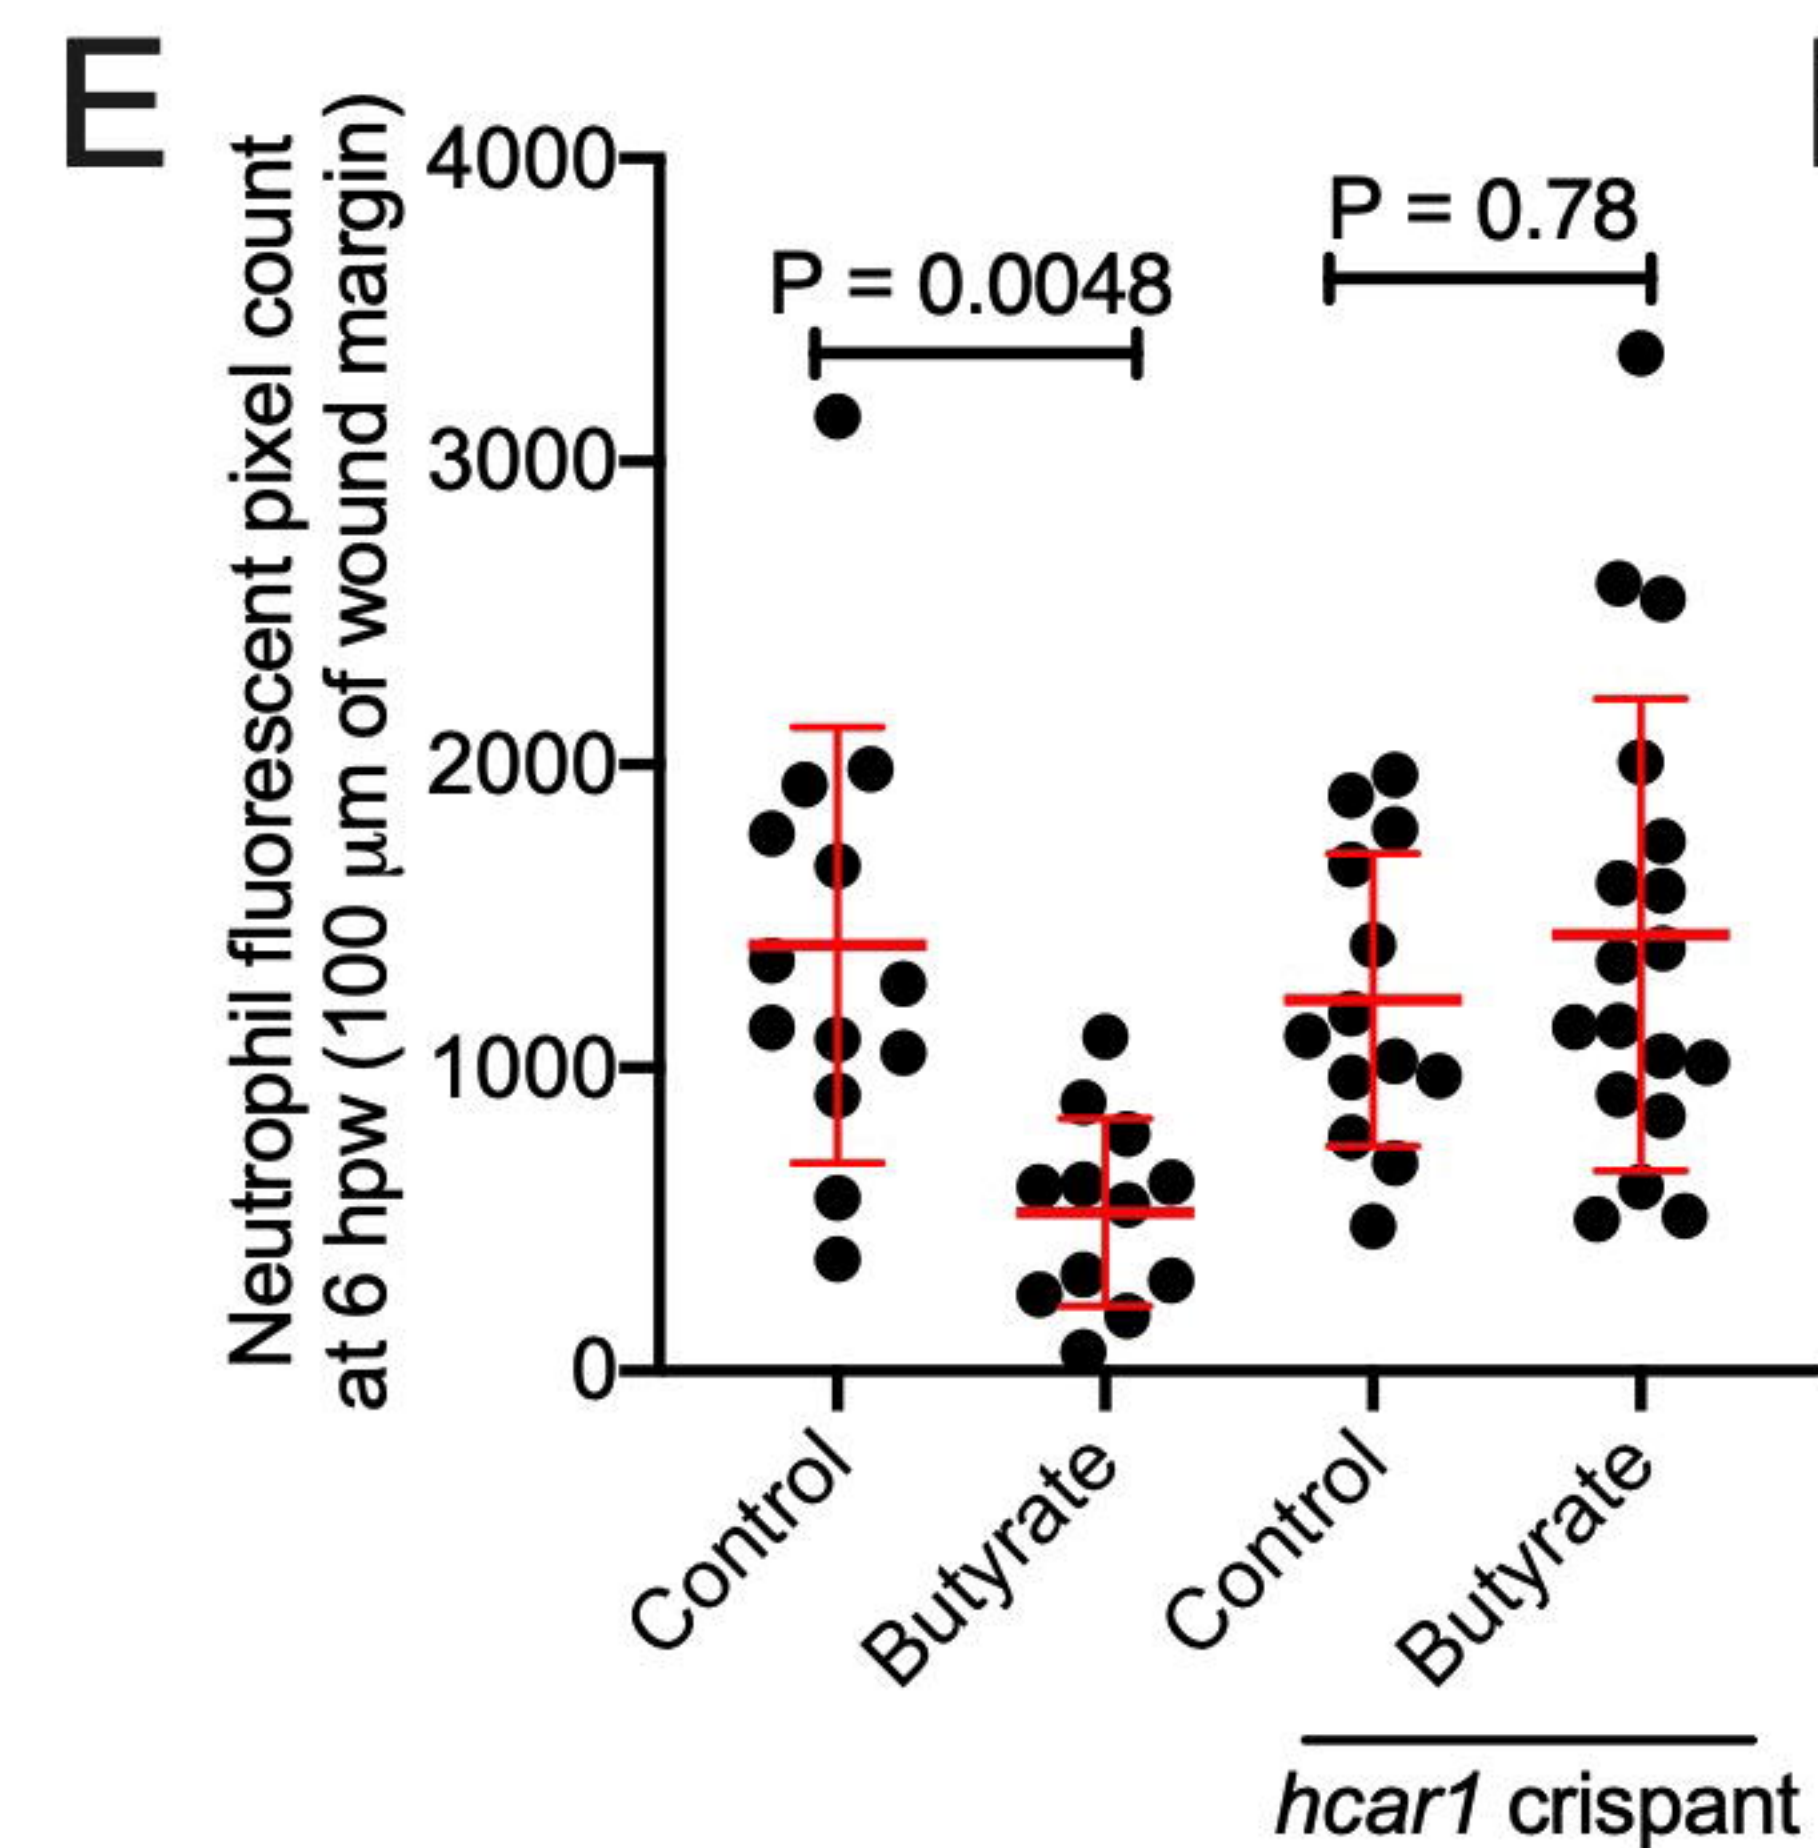 E
Neutrophil fluorescent pixel count
at 6 hpw (100 μm of wound margin)
4000
3000
2000
1000
0
P = 0.0048
P = 0.78
Control
Butyrate
Control
Butyrate
hcar1 crispant